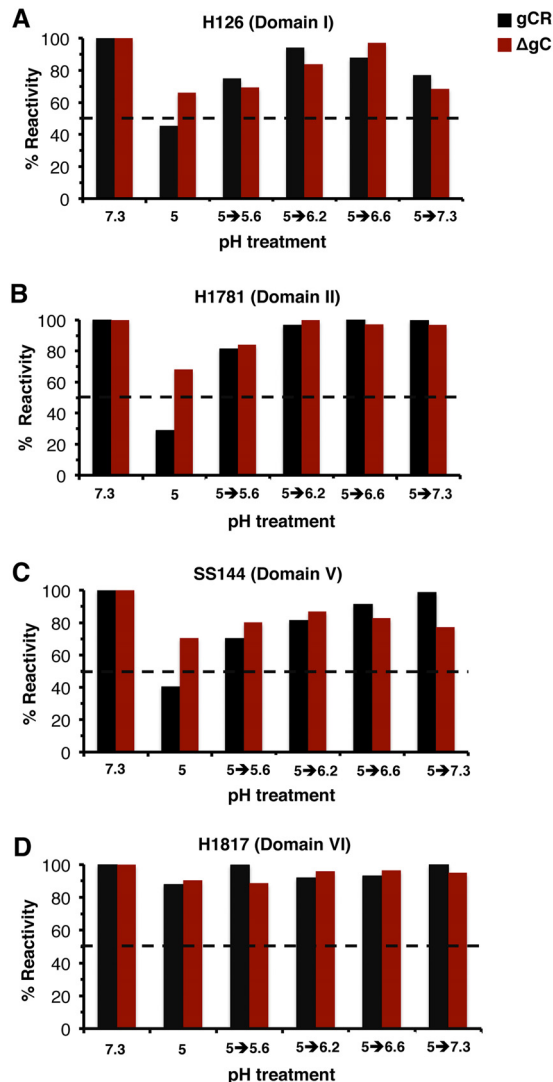 A
H126 (Domain I)
gCR
ΔgC
% Reactivity
100
80
60
40
20
0
7.3 5 5➔5.6 5➔6.2 5➔6.6 5➔7.3
pH treatment
B
H1781 (Domain II)
% Reactivity
100
80
60
40
20
0
7.3 5 5➔5.6 5➔6.2 5➔6.6 5➔7.3
pH treatment
C
SS144 (Domain V)
% Reactivity
100
80
60
40
20
0
7.3 5 5➔5.6 5➔6.2 5➔6.6 5➔7.3
pH treatment
D
H1817 (Domain VI)
% Reactivity
100
80
60
40
20
0
7.3 5 5➔5.6 5➔6.2 5➔6.6 5➔7.3
pH treatment